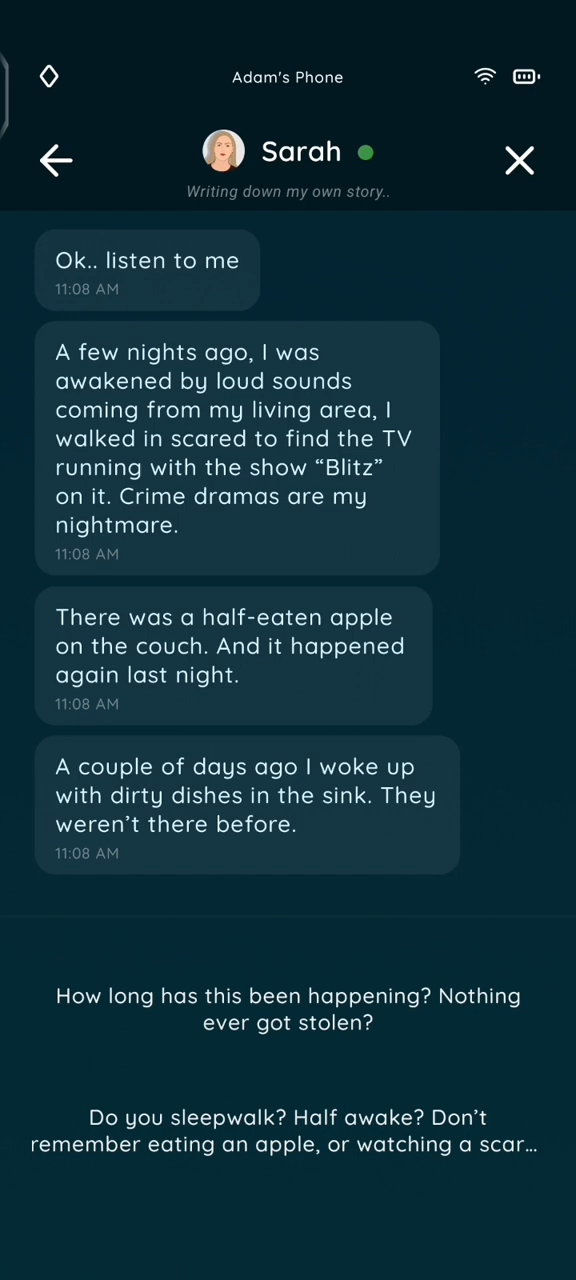 Adam's Phone
Sarah
Writing down my own story..
Ok.. listen to me
11:08 AM
A few nights ago, I was
awakened by loud sounds
coming from my living area, I
walked in scared to find the TV
running with the show “Blitz”
on it. Crime dramas are my
nightmare.
11:08 AM
There was a half-eaten apple
on the couch. And it happened
again last night.
11:08 AM
A couple of days ago I woke up
with dirty dishes in the sink. They
weren’t there before.
11:08 AM
How long has this been happening? Nothing
ever got stolen?
Do you sleepwalk? Half awake? Don’t
remember eating an apple, or watching a scar...